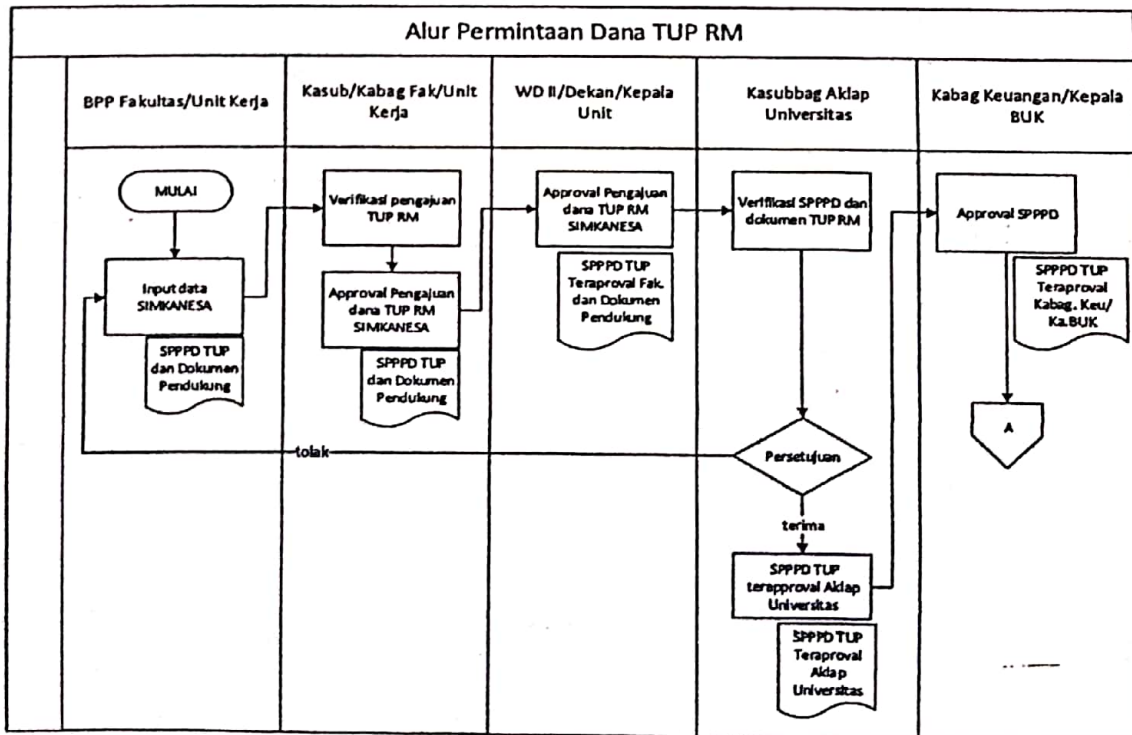 Alur Permintaan Dana TUP RM
BPP Fakultas/Unit Kerja
Kasub/Kabag Fak/Unit
Kerja
WD II/Dekan/Kepala
Unit
Kasubbag Aklap
Universitas
Kabag Keuangan/Kepala
BUK
MULAI
Input data
SIMKANESA
SPPPD TUP
dan Dokumen
Pendukung
Verifikasi pengajuan
TUP RM
Approval Pengajuan
dana TUP RM
SIMKANESA
SPPPD TUP
dan Dokumen
Pendukung
Approval Pengajuan
dana TUP RM
SIMKANESA
SPPPD TUP
Teraproval Fak.
dan Dokumen
Pendukung
Verifikasi SPPPD dan
dokumen TUP RM
Persetujuan
tolak
terima
SPPPD TUP
terapproval Aklap
Universitas
SPPPD TUP
Teraproval
Aklap
Universitas
Approval SPPPD
SPPPD TUP
Teraproval
Kabag. Keu/
Ka.BUK
A